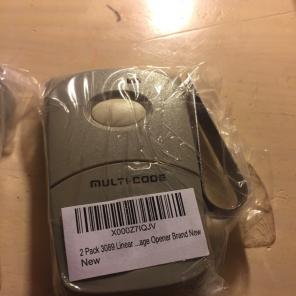 MULTI-CODE
X000Z7IQJV
2 Pack 3089 Linear ...age Opener Brand New
New